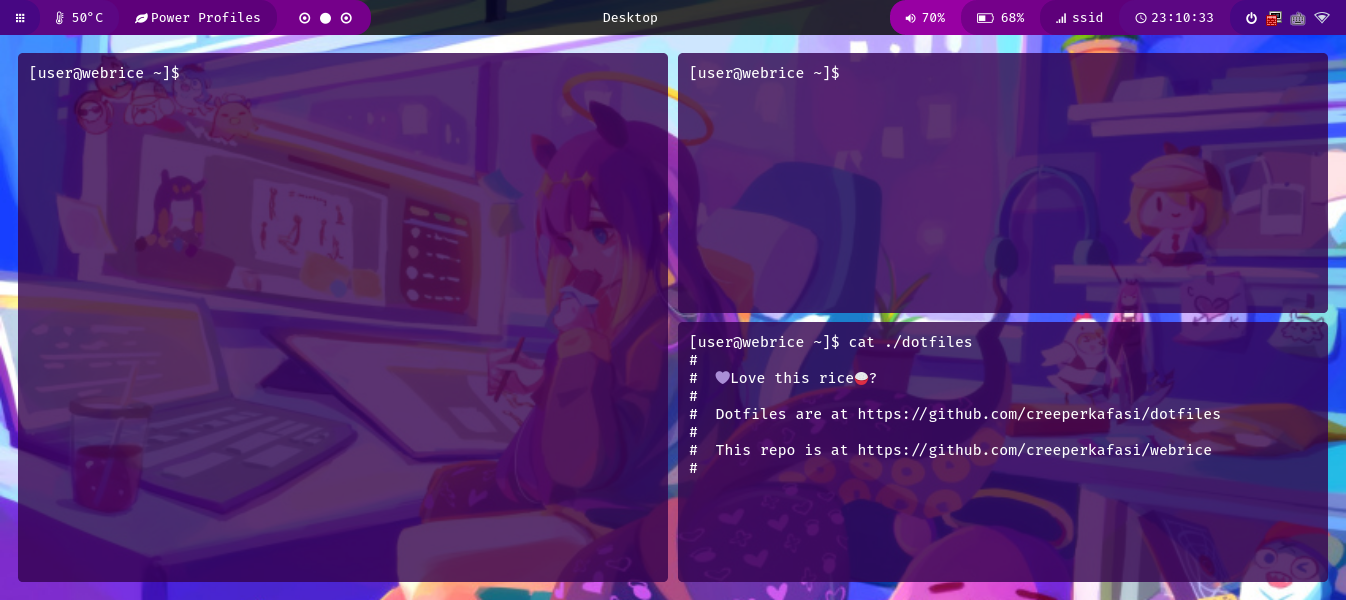 50°C
Power Profiles
Desktop
70%
68%
ssid
23:10:33
[user@webrice ~]$
[user@webrice ~]$
[user@webrice ~]$ cat ./dotfiles
#
#  💜Love this rice🍚?
#
#  Dotfiles are at https://github.com/creeperkafasi/dotfiles
#
#  This repo is at https://github.com/creeperkafasi/webrice
#